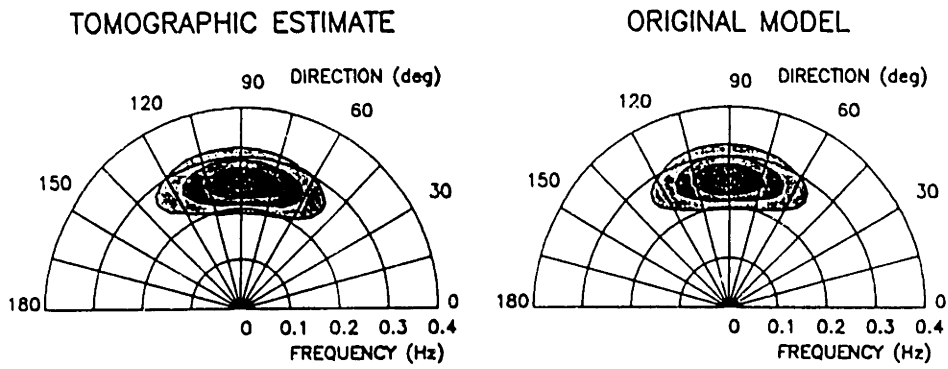 TOMOGRAPHIC ESTIMATE
90 DIRECTION (deg)
120 60
150 30
180 0
0 0.1 0.2 0.3 0.4
FREQUENCY (Hz)
ORIGINAL MODEL
90 DIRECTION (deg)
120 60
150 30
180 0
0 0.1 0.2 0.3 0.4
FREQUENCY (Hz)